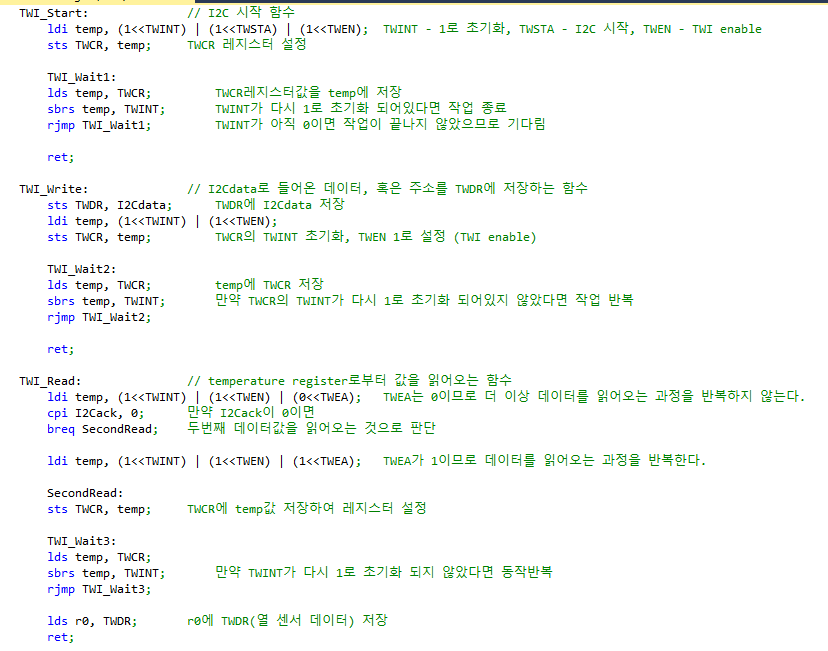 TWI_Start: // I2C 시작 함수
ldi temp, (1<<TWINT) | (1<<TWSTA) | (1<<TWEN); TWINT - 1로 초기화, TWSTA - I2C 시작, TWEN - TWI enable
sts TWCR, temp; TWCR 레지스터 설정
TWI_Wait1:
lds temp, TWCR; TWCR레지스터값을 temp에 저장
sbrs temp, TWINT; TWINT가 다시 1로 초기화 되어있다면 작업 종료
rjmp TWI_Wait1; TWINT가 아직 0이면 작업이 끝나지 않았으므로 기다림
ret;
TWI_Write: // I2Cdata로 들어온 데이터, 혹은 주소를 TWDR에 저장하는 함수
sts TWDR, I2Cdata; TWDR에 I2Cdata 저장
ldi temp, (1<<TWINT) | (1<<TWEN);
sts TWCR, temp; TWCR의 TWINT 초기화, TWEN 1로 설정 (TWI enable)
TWI_Wait2:
lds temp, TWCR; temp에 TWCR 저장
sbrs temp, TWINT; 만약 TWCR의 TWINT가 다시 1로 초기화 되어있지 않았다면 작업 반복
rjmp TWI_Wait2;
ret;
TWI_Read: // temperature register로부터 값을 읽어오는 함수
ldi temp, (1<<TWINT) | (1<<TWEN) | (0<<TWEA); TWEA는 0이므로 더 이상 데이터를 읽어오는 과정을 반복하지 않는다.
cpi I2Cack, 0; 만약 I2Cack이 0이면
breq SecondRead; 두번째 데이터값을 읽어오는 것으로 판단
ldi temp, (1<<TWINT) | (1<<TWEN) | (1<<TWEA); TWEA가 1이므로 데이터를 읽어오는 과정을 반복한다.
SecondRead:
sts TWCR, temp; TWCR에 temp값 저장하여 레지스터 설정
TWI_Wait3:
lds temp, TWCR;
sbrs temp, TWINT; 만약 TWINT가 다시 1로 초기화 되지 않았다면 동작반복
rjmp TWI_Wait3;
lds r0, TWDR; r0에 TWDR(열 센서 데이터) 저장
ret;